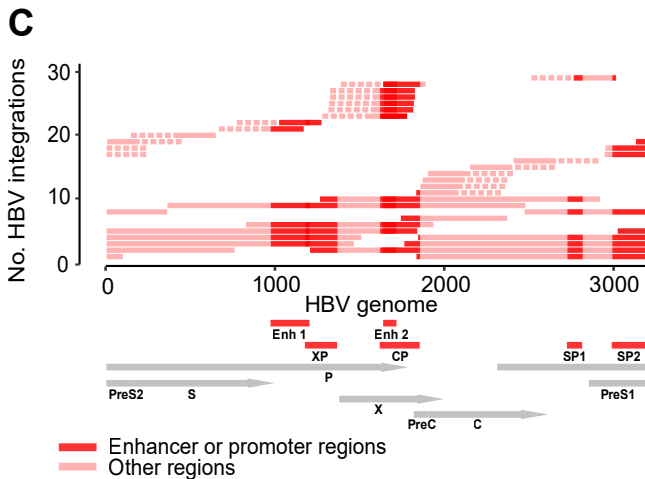 C
No. HBV integrations
30
20
10
0
0 1000 2000 3000
HBV genome
Enh 1 Enh 2
XP CP SP1 SP2
P
PreS2 S PreS1
X
PreC C
Enhancer or promoter regions
Other regions